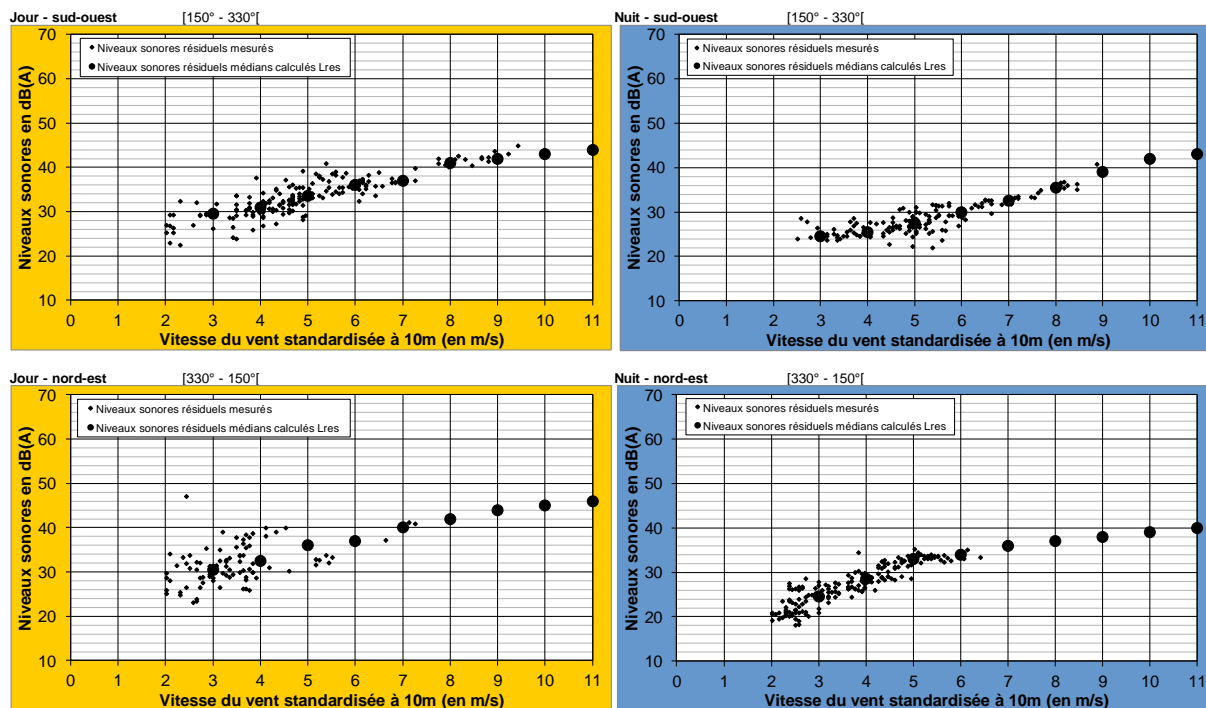 Jour - sud-ouest [150° - 330°[
Niveaux sonores en dB(A)
70
60
50
40
30
20
10
Niveaux sonores résiduels mesurés
Niveaux sonores résiduels médians calculés Lres
0 1 2 3 4 5 6 7 8 9 10 11
Vitesse du vent standardisée à 10m (en m/s)
Nuit - sud-ouest [150° - 330°[
Niveaux sonores en dB(A)
70
60
50
40
30
20
10
Niveaux sonores résiduels mesurés
Niveaux sonores résiduels médians calculés Lres
0 1 2 3 4 5 6 7 8 9 10 11
Vitesse du vent standardisée à 10m (en m/s)
Jour - nord-est [330° - 150°[
Niveaux sonores en dB(A)
70
60
50
40
30
20
10
Niveaux sonores résiduels mesurés
Niveaux sonores résiduels médians calculés Lres
0 1 2 3 4 5 6 7 8 9 10 11
Vitesse du vent standardisée à 10m (en m/s)
Nuit - nord-est [330° - 150°[
Niveaux sonores en dB(A)
70
60
50
40
30
20
10
Niveaux sonores résiduels mesurés
Niveaux sonores résiduels médians calculés Lres
0 1 2 3 4 5 6 7 8 9 10 11
Vitesse du vent standardisée à 10m (en m/s)